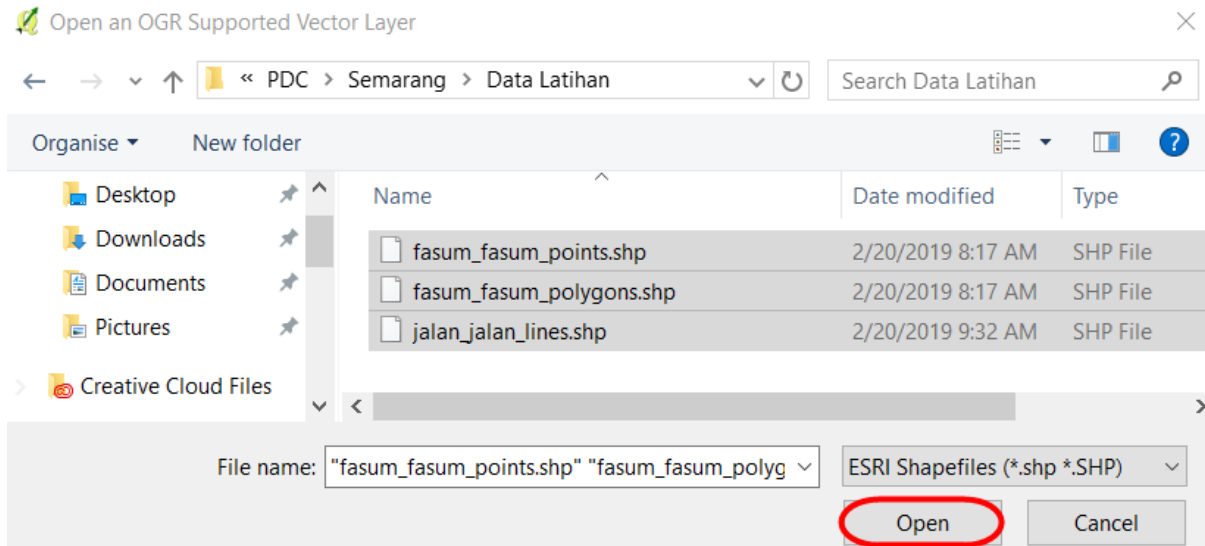 Open an OGR Supported Vector Layer
« PDC > Semarang > Data Latihan
Search Data Latihan
Organise
New folder
?
Desktop
Downloads
Documents
Pictures
Creative Cloud Files
Name Date modified Type
fasum_fasum_points.shp 2/20/2019 8:17 AM SHP File
fasum_fasum_polygons.shp 2/20/2019 8:17 AM SHP File
jalan_jalan_lines.shp 2/20/2019 9:32 AM SHP File
File name: "fasum_fasum_points.shp" "fasum_fasum_polyg
ESRI Shapefiles (*.shp *.SHP)
Open Cancel